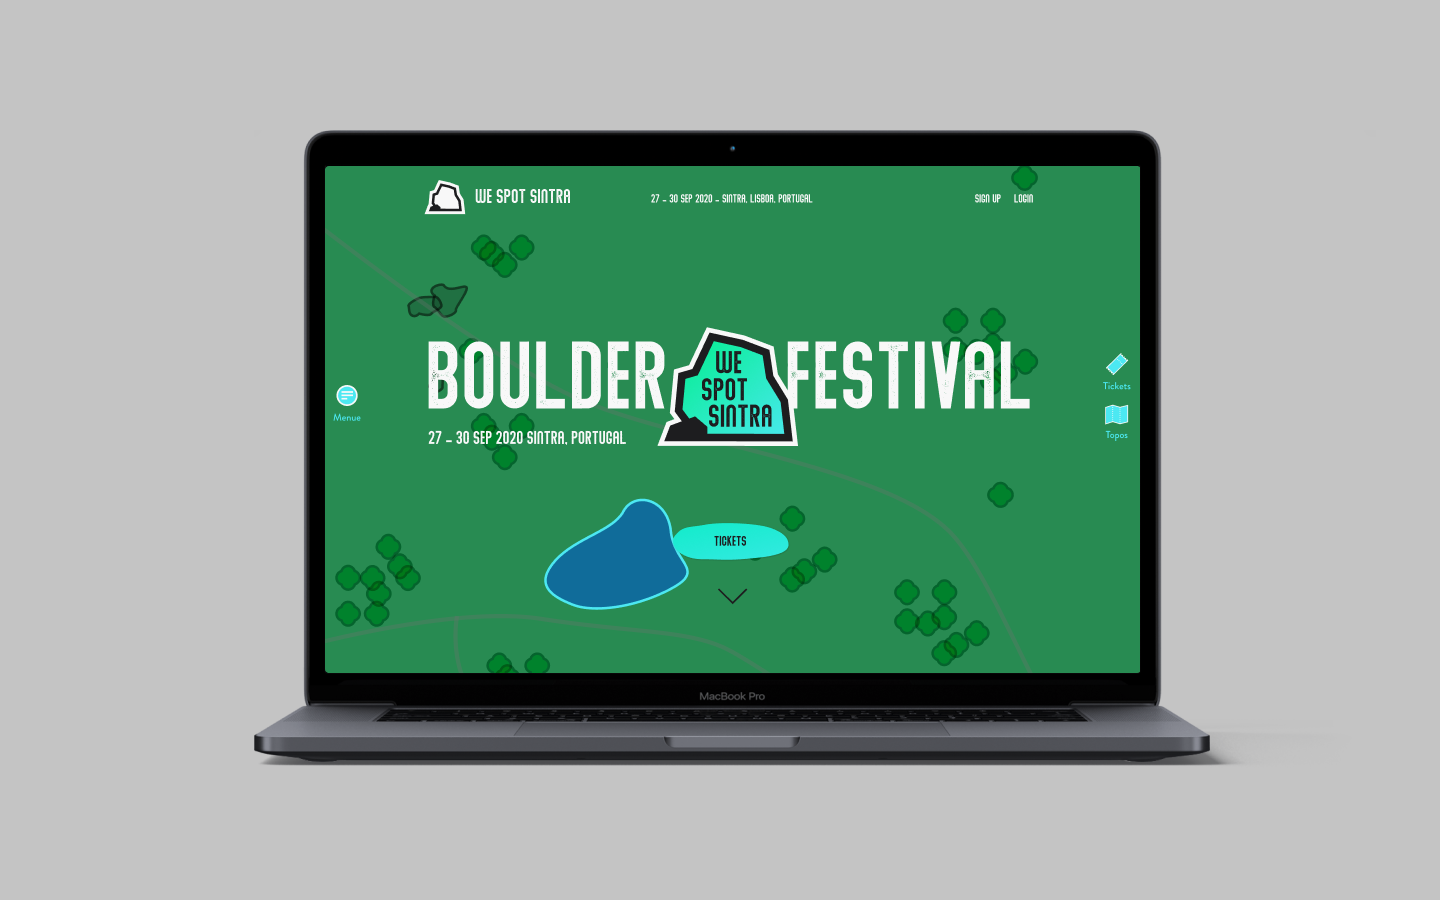 WE SPOT SINTRA
27 – 30 SEP 2020 – SINTRA, LISBOA, PORTUGAL
SIGN UP
LOGIN
BOULDER FESTIVAL
WE
SPOT
SINTRA
27 – 30 SEP 2020 SINTRA, PORTUGAL
Menue
Tickets
Topos
TICKETS
MacBook Pro